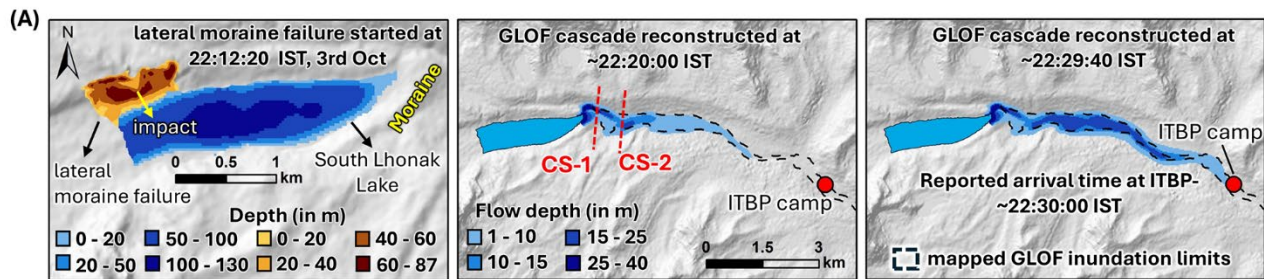 (A)
N
lateral moraine failure started at
22:12:20 IST, 3rd Oct
Moraine
impact
lateral
moraine failure
0 0.5 1
km
South Lhonak
Lake
Depth (in m)
0 - 20 50 - 100 0 - 20 40 - 60
20 - 50 100 - 130 20 - 40 60 - 87
GLOF cascade reconstructed at
~22:20:00 IST
CS-1 CS-2
ITBP camp
Flow depth (in m)
1 - 10 15 - 25
10 - 15 25 - 40
0 1.5 3
km
GLOF cascade reconstructed at
~22:29:40 IST
ITBP camp
Reported arrival time at ITBP-
~22:30:00 IST
mapped GLOF inundation limits